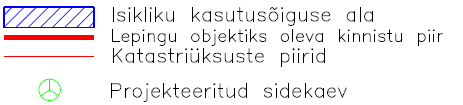 Isikliku kasutusõiguse ala
Lepingu objektiks oleva kinnistu piir
Katastriüksuste piirid
Projekteeritud sidekaev